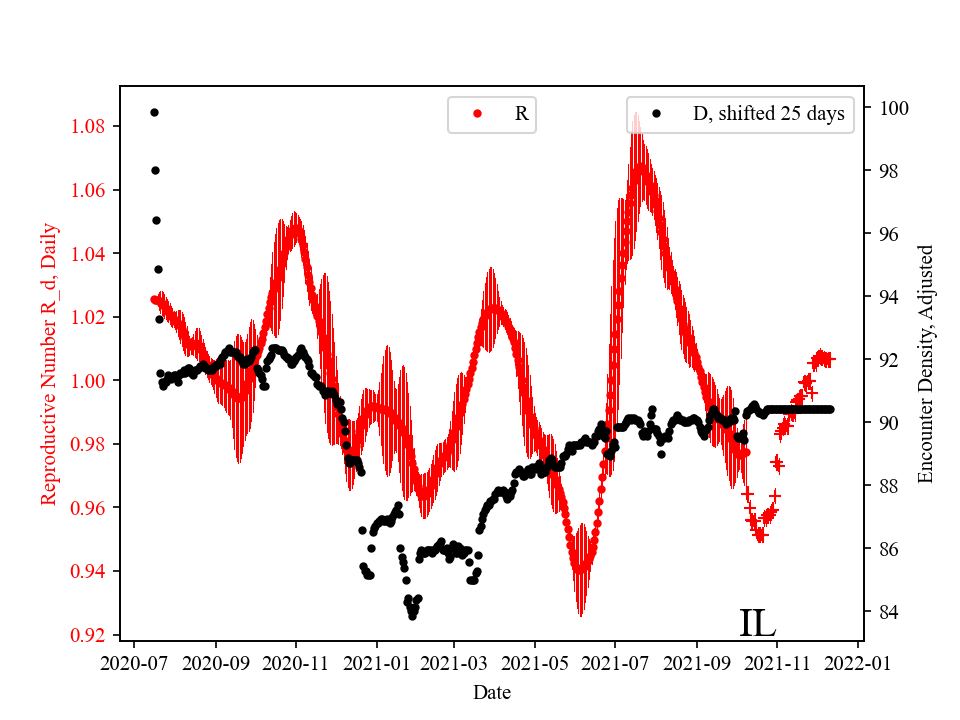 R
D, shifted 25 days
1.08
1.06
1.04
1.02
1.00
0.98
0.96
0.94
0.92
Reproductive Number R_d, Daily
100
98
96
94
92
90
88
86
84
Encounter Density, Adjusted
IL
2020-07 2020-09 2020-11 2021-01 2021-03 2021-05 2021-07 2021-09 2021-11 2022-01
Date